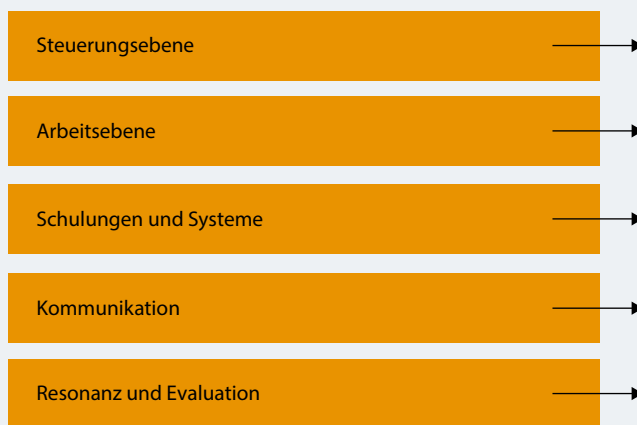 Steuerungsebene
Arbeitsebene
Schulungen und Systeme
Kommunikation
Resonanz und Evaluation